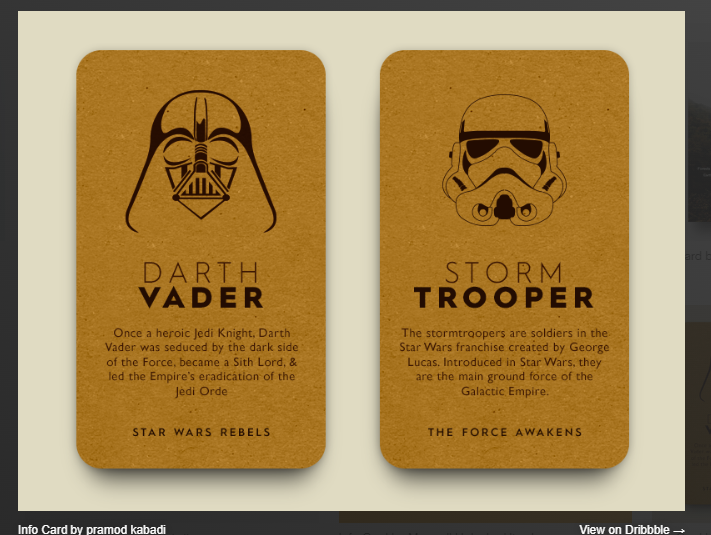 DARTH
VADER
Once a heroic Jedi Knight, Darth
Vader was seduced by the dark side
of the Force, became a Sith Lord, &
led the Empire's eradication of the
Jedi Orde
STAR WARS REBELS
STORM
TROOPER
The stormtroopers are soldiers in the
Star Wars franchise created by George
Lucas. Introduced in Star Wars, they
are the main ground force of the
Galactic Empire.
THE FORCE AWAKENS
Info Card by pramod kabadi
View on Dribbble →